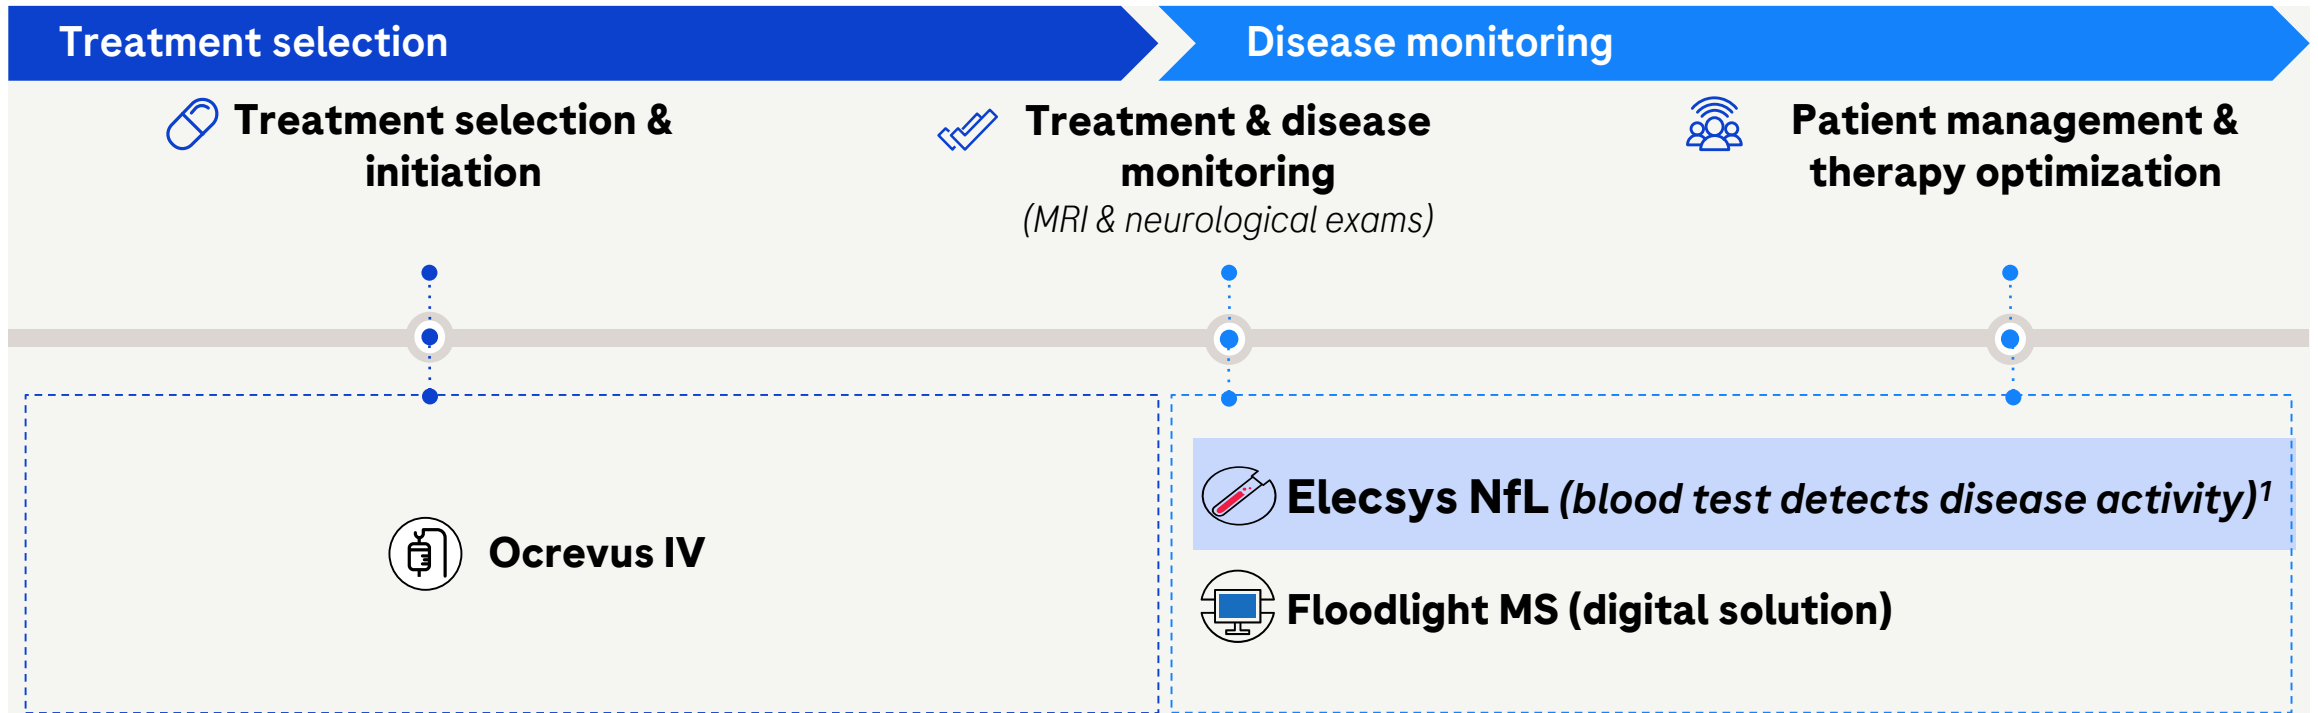 Treatment selection
Disease monitoring
Treatment selection &
initiation
Treatment & disease
monitoring
(MRI & neurological exams)
Patient management &
therapy optimization
Ocrevus IV
Elecsys NfL (blood test detects disease activity)¹
Floodlight MS (digital solution)